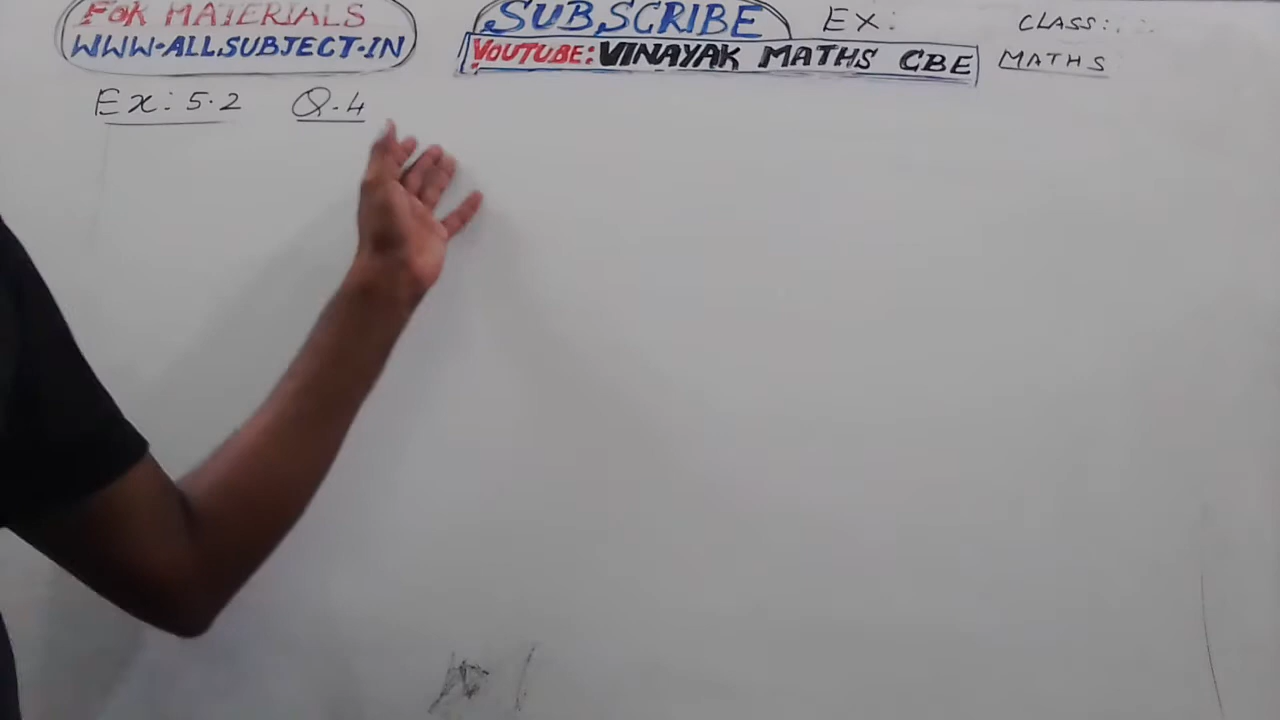 FOR MATERIALS
WWW.ALLSUBJECT.IN
SUBSCRIBE
YOUTUBE: VINAYAK MATHS CBE
EX:
CLASS:
MATHS
Ex: 5.2 Q.4